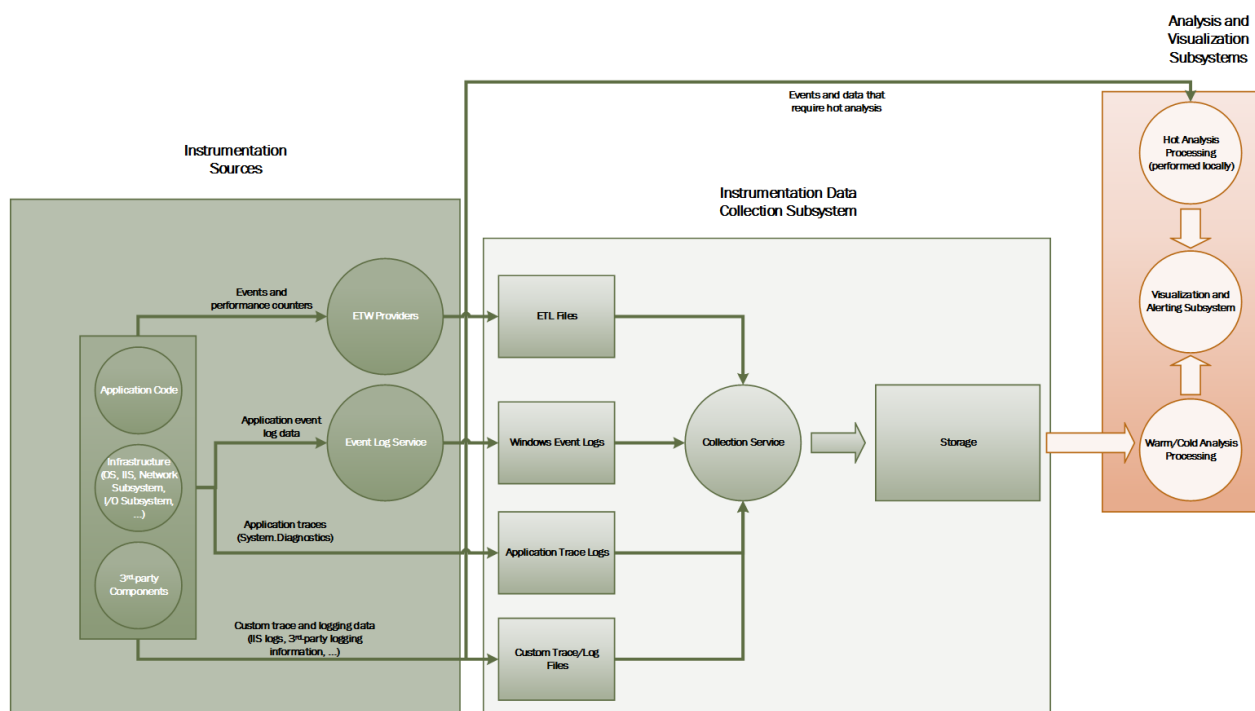 Analysis and
Visualization
Subsystems
Events and data that
require hot analysis
Hot Analysis
Processing
(performed locally)
Instrumentation
Sources
Instrumentation Data
Collection Subsystem
Events and
performance counters
ETW Providers
ETL Files
Visualization and
Alerting Subsystem
Application Code
Application event
log data
Event Log Service
Windows Event Logs
Collection Service
Storage
Warm/Cold Analysis
Processing
Infrastructure
(OS, IIS, Network
Subsystem,
I/O Subsystem,
...)
Application traces
(System.Diagnostics)
Application Trace Logs
3rd-party
Components
Custom trace and logging data
(IIS logs, 3rd-party logging
information, ...)
Custom Trace/Log
Files